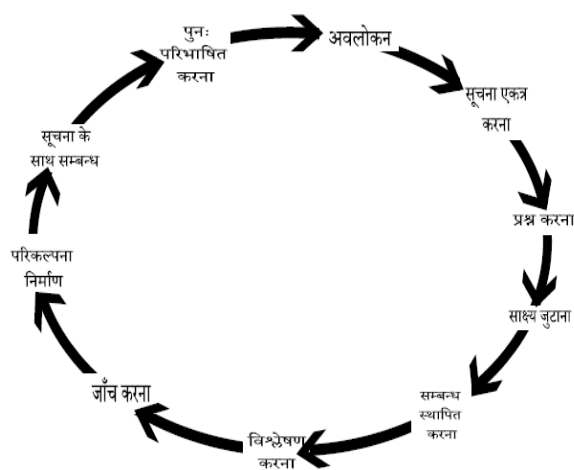 अवलोकन
सूचना एकत्र
करना
प्रश्न करना
साक्ष्य जुटाना
सम्बन्ध
स्थापित
करना
विश्लेषण
करना
जाँच करना
परिकल्पना
निर्माण
सूचना के
साथ सम्बन्ध
पुनः
परिभाषित
करना